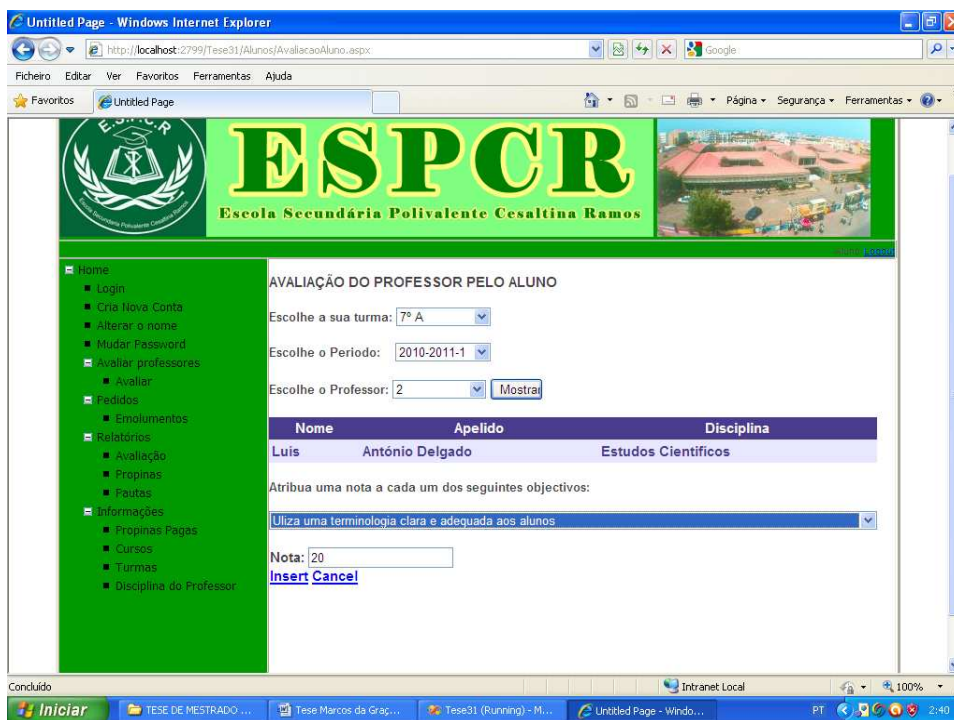 Untitled Page - Windows Internet Explorer
http://localhost:2799/Tese31/Alunos/AvaliacaoAluno.aspx
Google
Ficheiro Editar Ver Favoritos Ferramentas Ajuda
Favoritos Untitled Page Página Segurança Ferramentas
E.S.P.C.R
Escola Secundária Polivalente Cesaltina Ramos
ESPCR
Escola Secundária Polivalente Cesaltina Ramos
Logout
Home
Login
Cria Nova Conta
Alterar o nome
Mudar Password
Avaliar professores
Avaliar
Pedidos
Emolumentos
Relatórios
Avaliação
Propinas
Pautas
Informações
Propinas Pagas
Cursos
Turmas
Disciplina do Professor
AVALIAÇÃO DO PROFESSOR PELO ALUNO
Escolhe a sua turma: 7º A
Escolhe o Periodo: 2010-2011-1
Escolhe o Professor: 2 Mostrar
Nome Apelido Disciplina
Luis António Delgado Estudos Cientificos
Atribua uma nota a cada um dos seguintes objectivos:
Uliza uma terminologia clara e adequada aos alunos
Nota: 20
Insert Cancel
Concluído Intranet Local 100%
Iniciar TESE DE MESTRADO ... Tese Marcos da Graç... Tese31 (Running) - M... Untitled Page - Windo... PT 2:40